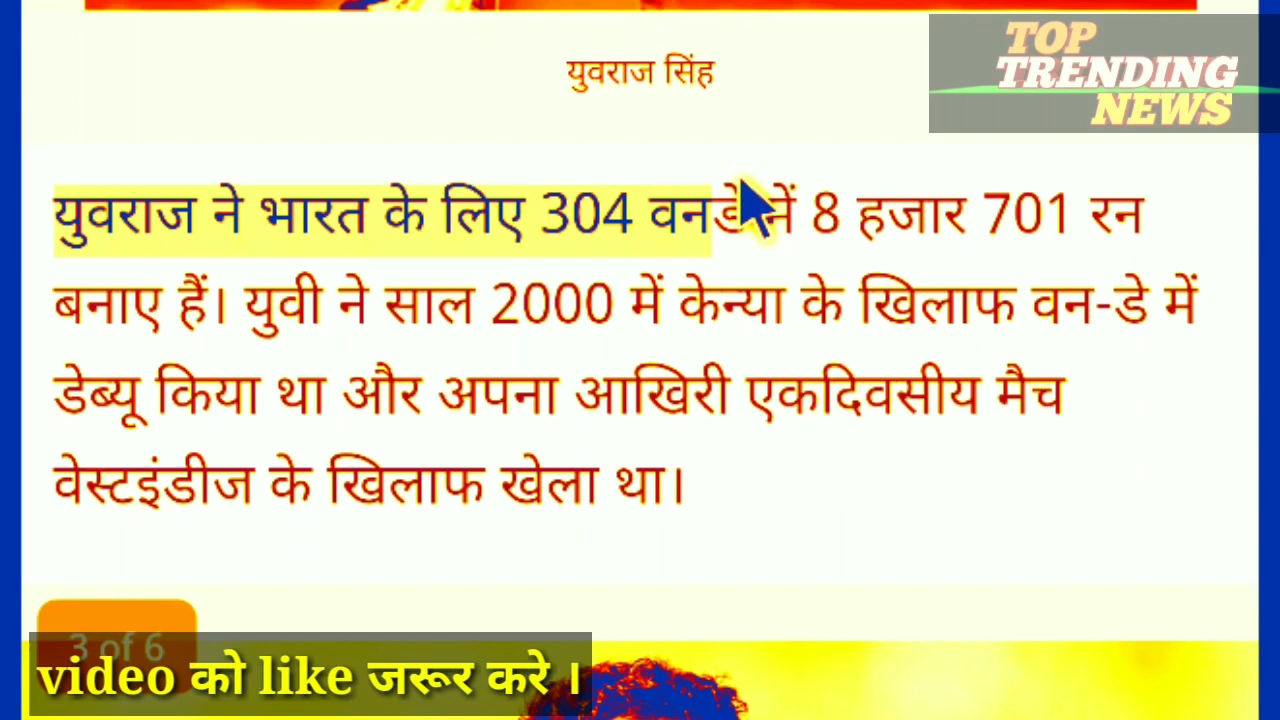 युवराज सिंह
TOP
TRENDING
NEWS
युवराज ने भारत के लिए 304 वनडे में 8 हजार 701 रन
बनाए हैं। युवी ने साल 2000 में केन्या के खिलाफ वन-डे में
डेब्यू किया था और अपना आखिरी एकदिवसीय मैच
वेस्टइंडीज के खिलाफ खेला था।
3 of 6
video को like जरूर करे ।